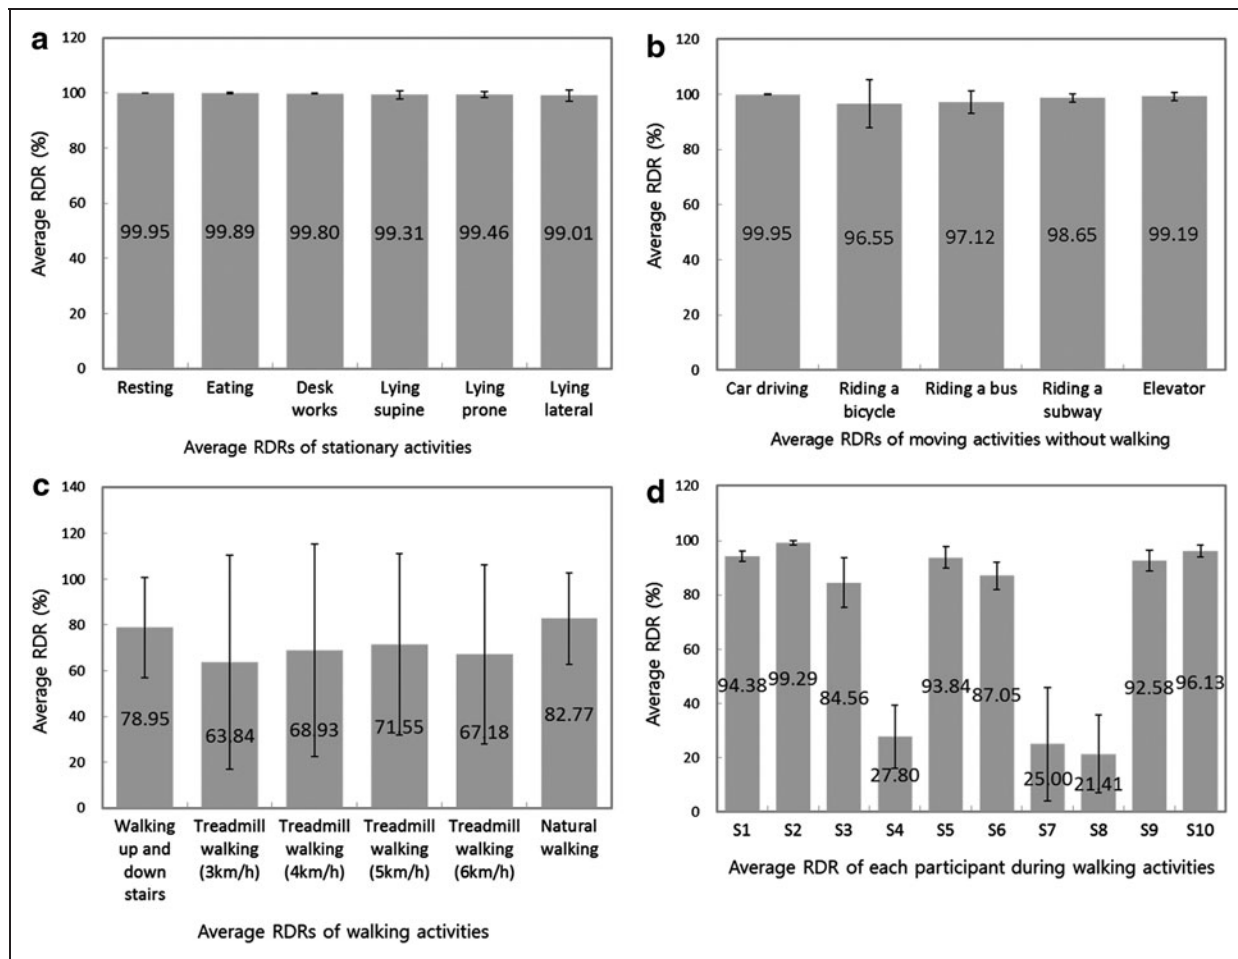 a
120
100
80
60
40
20
0
Average RDR (%)
99.95 99.89 99.80 99.31 99.46 99.01
Resting Eating Desk works Lying supine Lying prone Lying lateral
Average RDRs of stationary activities
b
120
100
80
60
40
20
0
Average RDR (%)
99.95 96.55 97.12 98.65 99.19
Car driving Riding a bicycle Riding a bus Riding a subway Elevator
Average RDRs of moving activities without walking
c
140
120
100
80
60
40
20
0
Average RDR (%)
78.95 63.84 68.93 71.55 67.18 82.77
Walking up and down stairs Treadmill walking (3km/h) Treadmill walking (4km/h) Treadmill walking (5km/h) Treadmill walking (6km/h) Natural walking
Average RDRs of walking activities
d
120
100
80
60
40
20
0
Average RDR (%)
94.38 99.29 84.56 27.80 93.84 87.05 25.00 21.41 92.58 96.13
S1 S2 S3 S4 S5 S6 S7 S8 S9 S10
Average RDR of each participant during walking activities